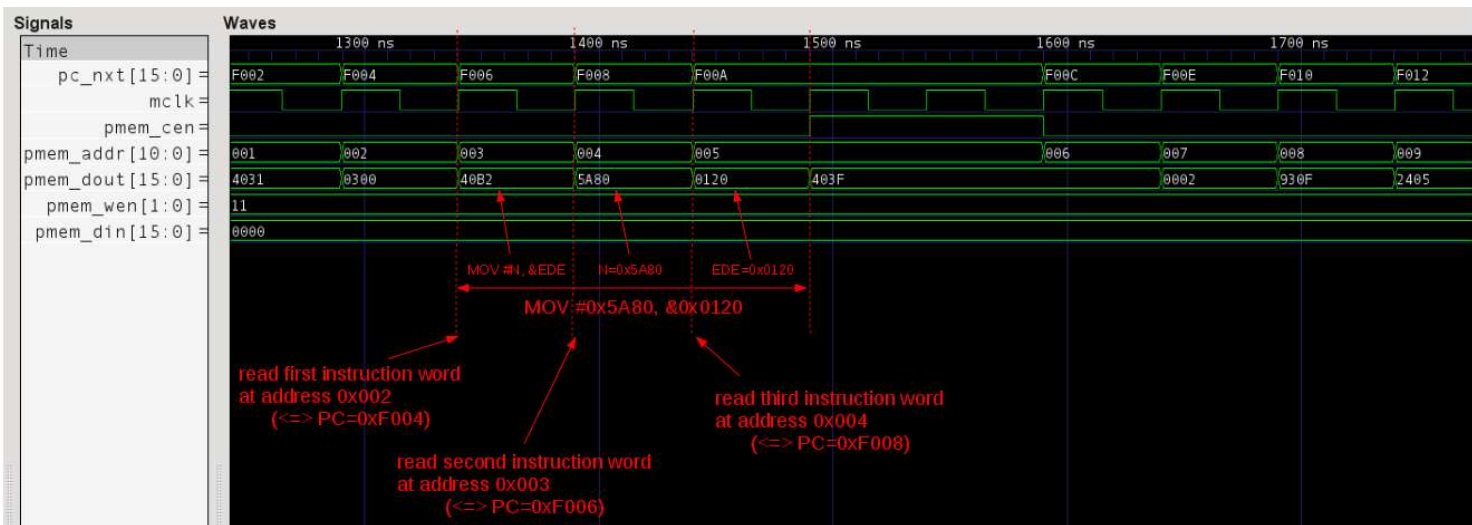 Signals
Waves
Time
1300 ns 1400 ns 1500 ns 1600 ns 1700 ns
pc_nxt[15:0] = F002 F004 F006 F008 F00A F00C F00E F010 F012
mclk =
pmem_cen =
pmem_addr[10:0] = 001 002 003 004 005 006 007 008 009
pmem_dout[15:0] = 4031 0300 40B2 5A80 0120 403F 0002 930F 2405
pmem_wen[1:0] = 11
pmem_din[15:0] = 0000
MOV #N, &EDE N=0x5A80 EDE=0x0120
MOV #0x5A80, &0x0120
read first instruction word
at address 0x002
(<=> PC=0xF004)
read second instruction word
at address 0x003
(<=> PC=0xF006)
read third instruction word
at address 0x004
(<=> PC=0xF008)